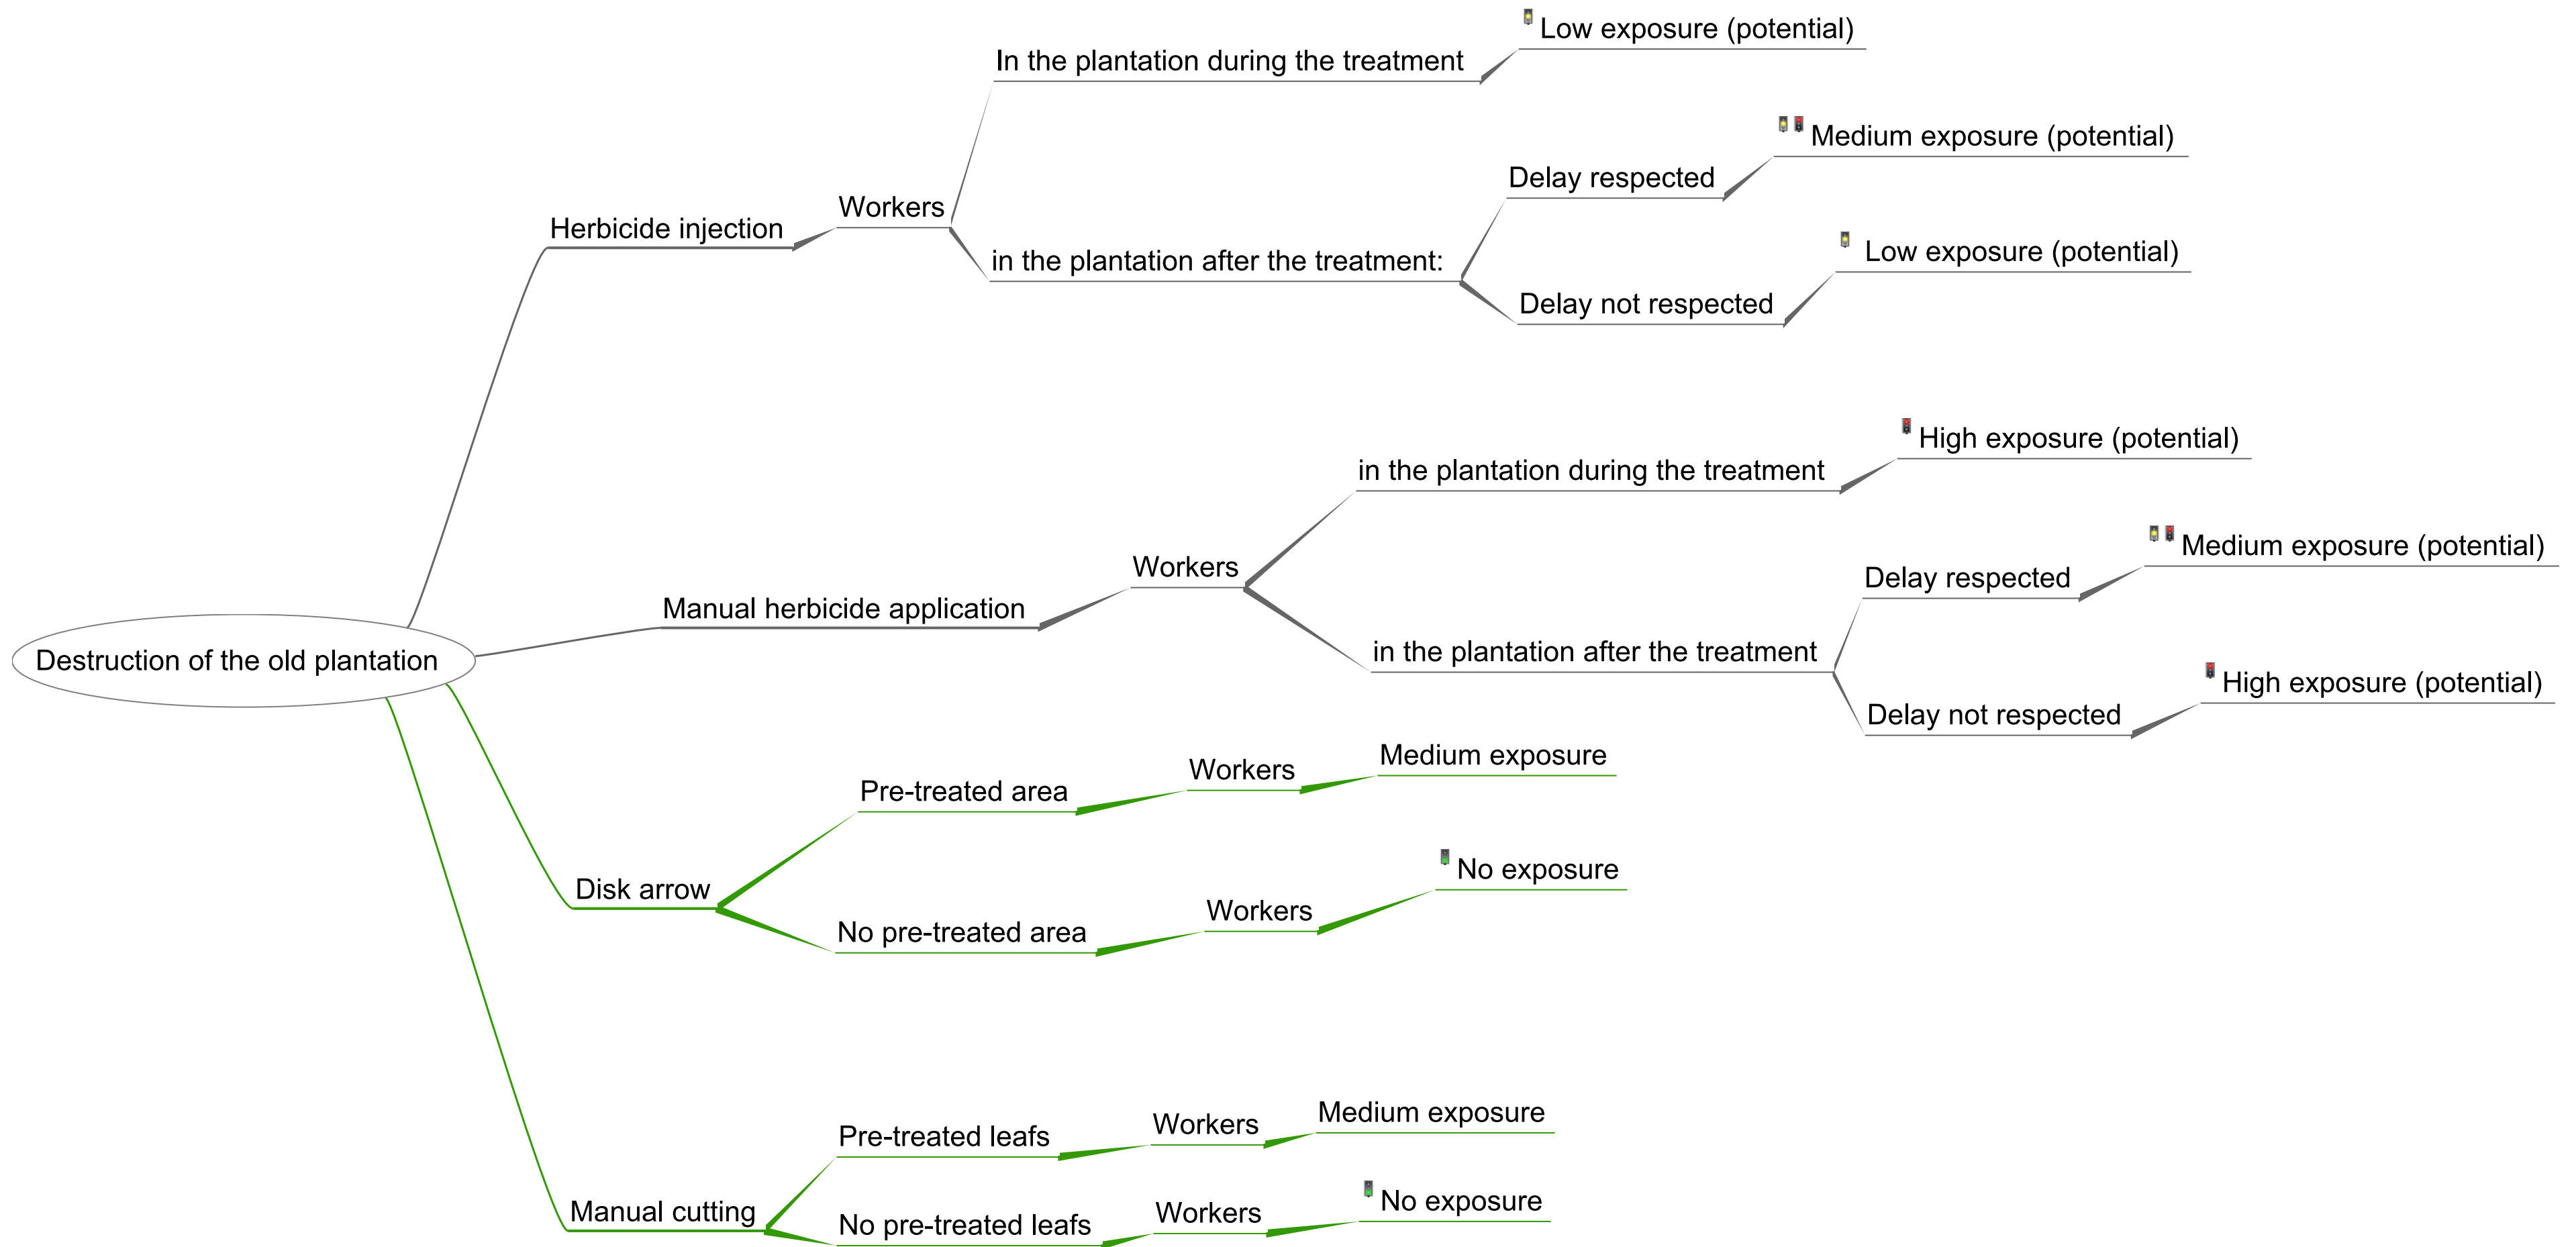 Destruction of the old plantation
Herbicide injection
Workers
In the plantation during the treatment
Low exposure (potential)
in the plantation after the treatment:
Delay respected
Medium exposure (potential)
Delay not respected
Low exposure (potential)
Manual herbicide application
Workers
in the plantation during the treatment
High exposure (potential)
in the plantation after the treatment
Delay respected
Medium exposure (potential)
Delay not respected
High exposure (potential)
Disk arrow
Pre-treated area
Workers
Medium exposure
No pre-treated area
Workers
No exposure
Manual cutting
Pre-treated leafs
Workers
Medium exposure
No pre-treated leafs
Workers
No exposure